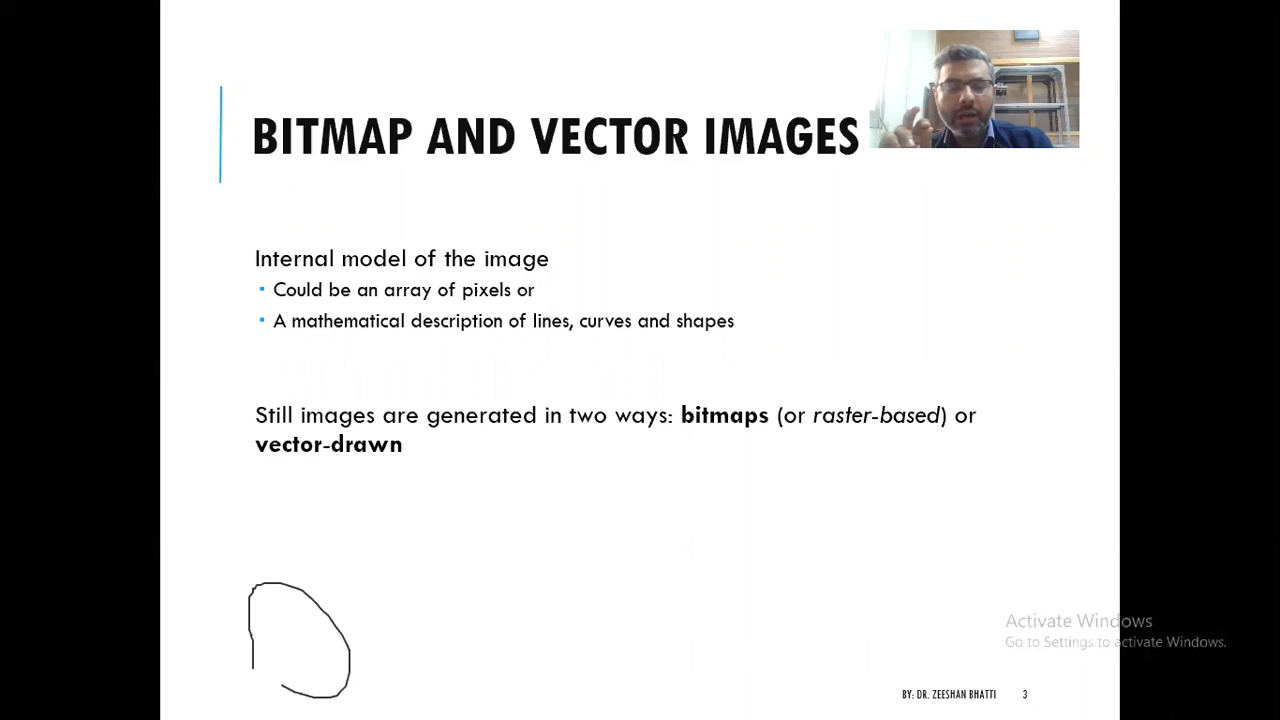 BITMAP AND VECTOR IMAGES
Internal model of the image
▪ Could be an array of pixels or
▪ A mathematical description of lines, curves and shapes
Still images are generated in two ways: bitmaps (or raster-based) or
vector-drawn
Activate Windows
Go to Settings to activate Windows.
BY: DR. ZEESHAN BHATTI 3